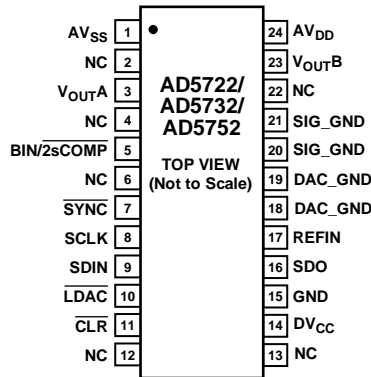 AVSS 1
NC 2
VOUTA 3
NC 4
BIN/2sCOMP 5
NC 6
SYNC 7
SCLK 8
SDIN 9
LDAC 10
CLR 11
NC 12
AD5722/
AD5732/
AD5752
TOP VIEW
(Not to Scale)
24 AVDD
23 VOUTB
22 NC
21 SIG_GND
20 SIG_GND
19 DAC_GND
18 DAC_GND
17 REFIN
16 SDO
15 GND
14 DVCC
13 NC